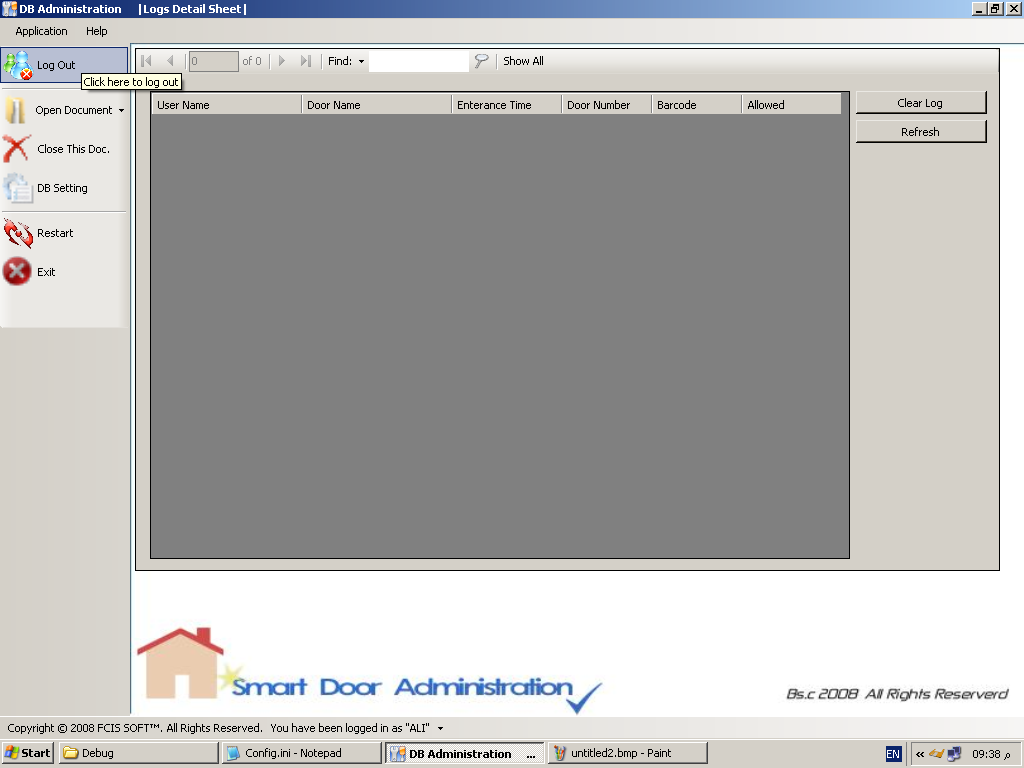 DB Administration |Logs Detail Sheet|
Application Help
Log Out
Click here to log out
Open Document
Close This Doc.
DB Setting
Restart
Exit
0 of 0 Find: Show All
User Name Door Name Enterance Time Door Number Barcode Allowed
Clear Log
Refresh
Smart Door Administration
Bs.c 2008 All Rights Reserverd
Copyright © 2008 FCIS SOFT™. All Rights Reserved. You have been logged in as "ALI"
Start Debug Config.ini - Notepad DB Administration ... untitled2.bmp - Paint EN « 09:38 م